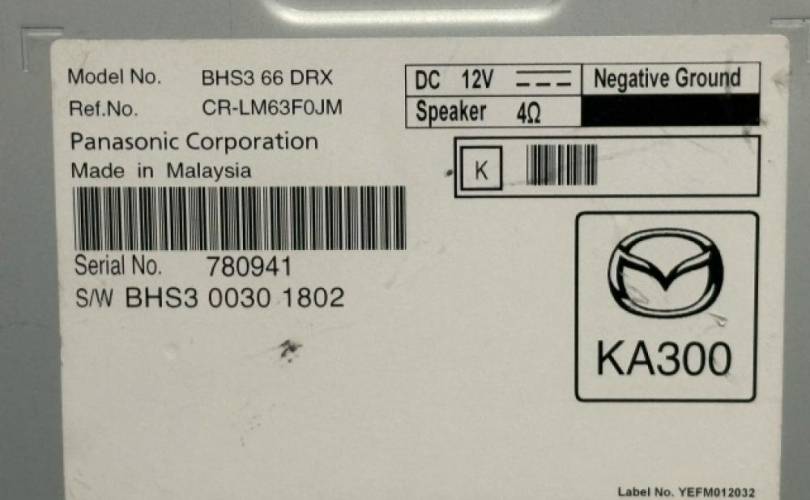 Model No. BHS3 66 DRX
Ref.No. CR-LM63F0JM
Panasonic Corporation
Made in Malaysia
Serial No. 780941
S/W BHS3 0030 1802
DC 12V Negative Ground
Speaker 4Ω
K
KA300
Label No. YEFM012032